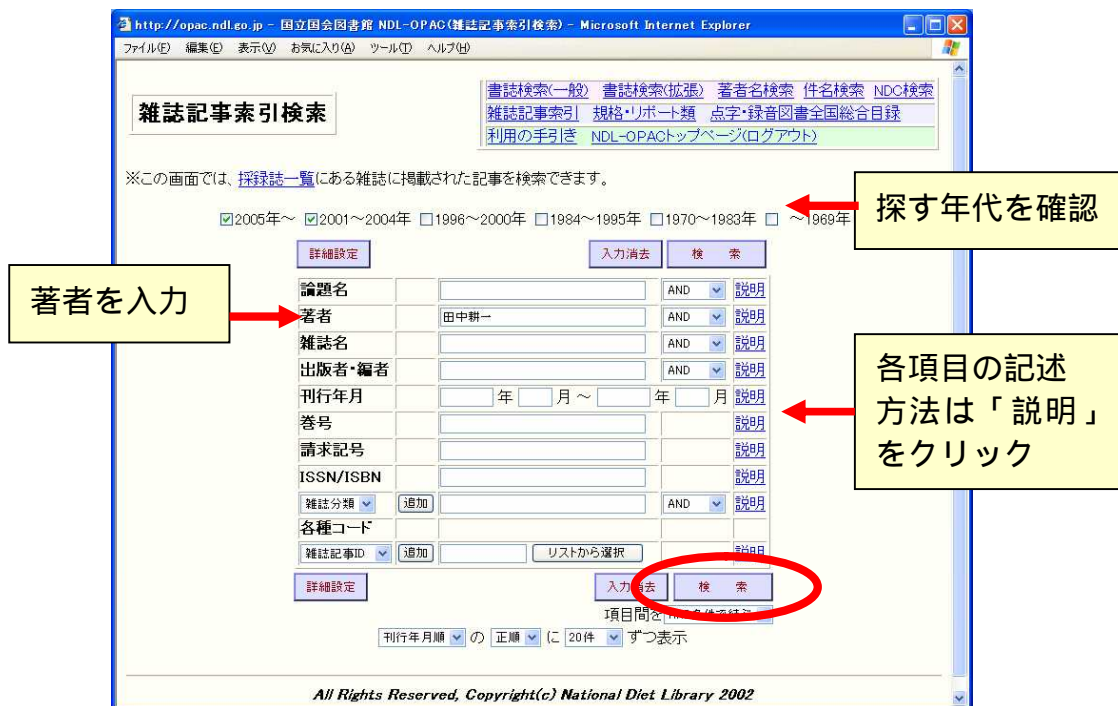 http://opac.ndl.go.jp - 国立国会図書館 NDL-OPAC(雑誌記事索引検索) - Microsoft Internet Explorer
ファイル(F) 編集(E) 表示(V) お気に入り(A) ツール(T) ヘルプ(H)
書誌検索(一般) 書誌検索(拡張) 著者名検索 件名検索 NDC検索
雑誌記事索引検索
雑誌記事索引 規格・リポート類 点字・録音図書全国総合目録
利用の手引き NDL-OPACトップページ(ログアウト)
※この画面では、採録誌一覧にある雑誌に掲載された記事を検索できます。
探す年代を確認
2005年~ 2001~2004年 1996~2000年 1984~1995年 1970~1983年 ~1969年
詳細設定 入力消去 検 索
著者を入力
論題名 AND 説明
著者 田中耕一 AND 説明
雑誌名 AND 説明
出版者・編者 AND 説明
刊行年月 年 月~ 年 月 説明
巻号 説明
請求記号 説明
ISSN/ISBN 説明
雑誌分類 追加 AND 説明
各種コード
雑誌記事ID 追加 リストから選択 説明
各項目の記述
方法は「説明」
をクリック
詳細設定 入力消去 検 索
項目間を
刊行年月順 の 正順 に 20件 ずつ表示
All Rights Reserved, Copyright(c) National Diet Library 2002